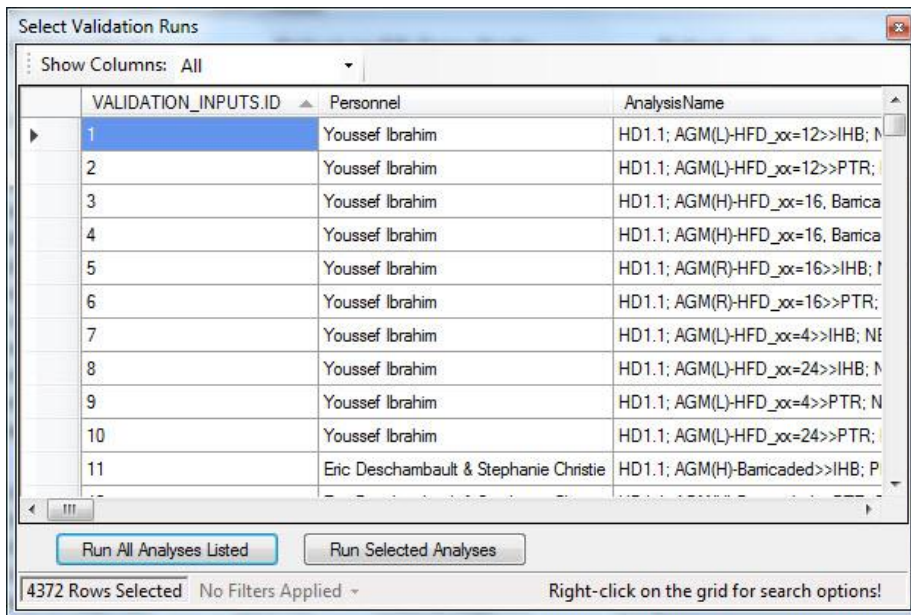 Select Validation Runs
Show Columns: All
VALIDATION_INPUTS.ID Personnel AnalysisName
1 Youssef Ibrahim HD1.1; AGM(L)-HFD_xx=12>>IHB; N
2 Youssef Ibrahim HD1.1; AGM(L)-HFD_xx=12>>PTR;
3 Youssef Ibrahim HD1.1; AGM(H)-HFD_xx=16, Barrica
4 Youssef Ibrahim HD1.1; AGM(H)-HFD_xx=16, Barrica
5 Youssef Ibrahim HD1.1; AGM(R)-HFD_xx=16>>IHB; N
6 Youssef Ibrahim HD1.1; AGM(R)-HFD_xx=16>>PTR;
7 Youssef Ibrahim HD1.1; AGM(L)-HFD_xx=4>>IHB; NE
8 Youssef Ibrahim HD1.1; AGM(L)-HFD_xx=24>>IHB; N
9 Youssef Ibrahim HD1.1; AGM(L)-HFD_xx=4>>PTR; N
10 Youssef Ibrahim HD1.1; AGM(L)-HFD_xx=24>>PTR;
11 Eric Deschambault & Stephanie Christie HD1.1; AGM(H)-Barricaded>>IHB; P
Run All Analyses Listed Run Selected Analyses
4372 Rows Selected No Filters Applied Right-click on the grid for search options!